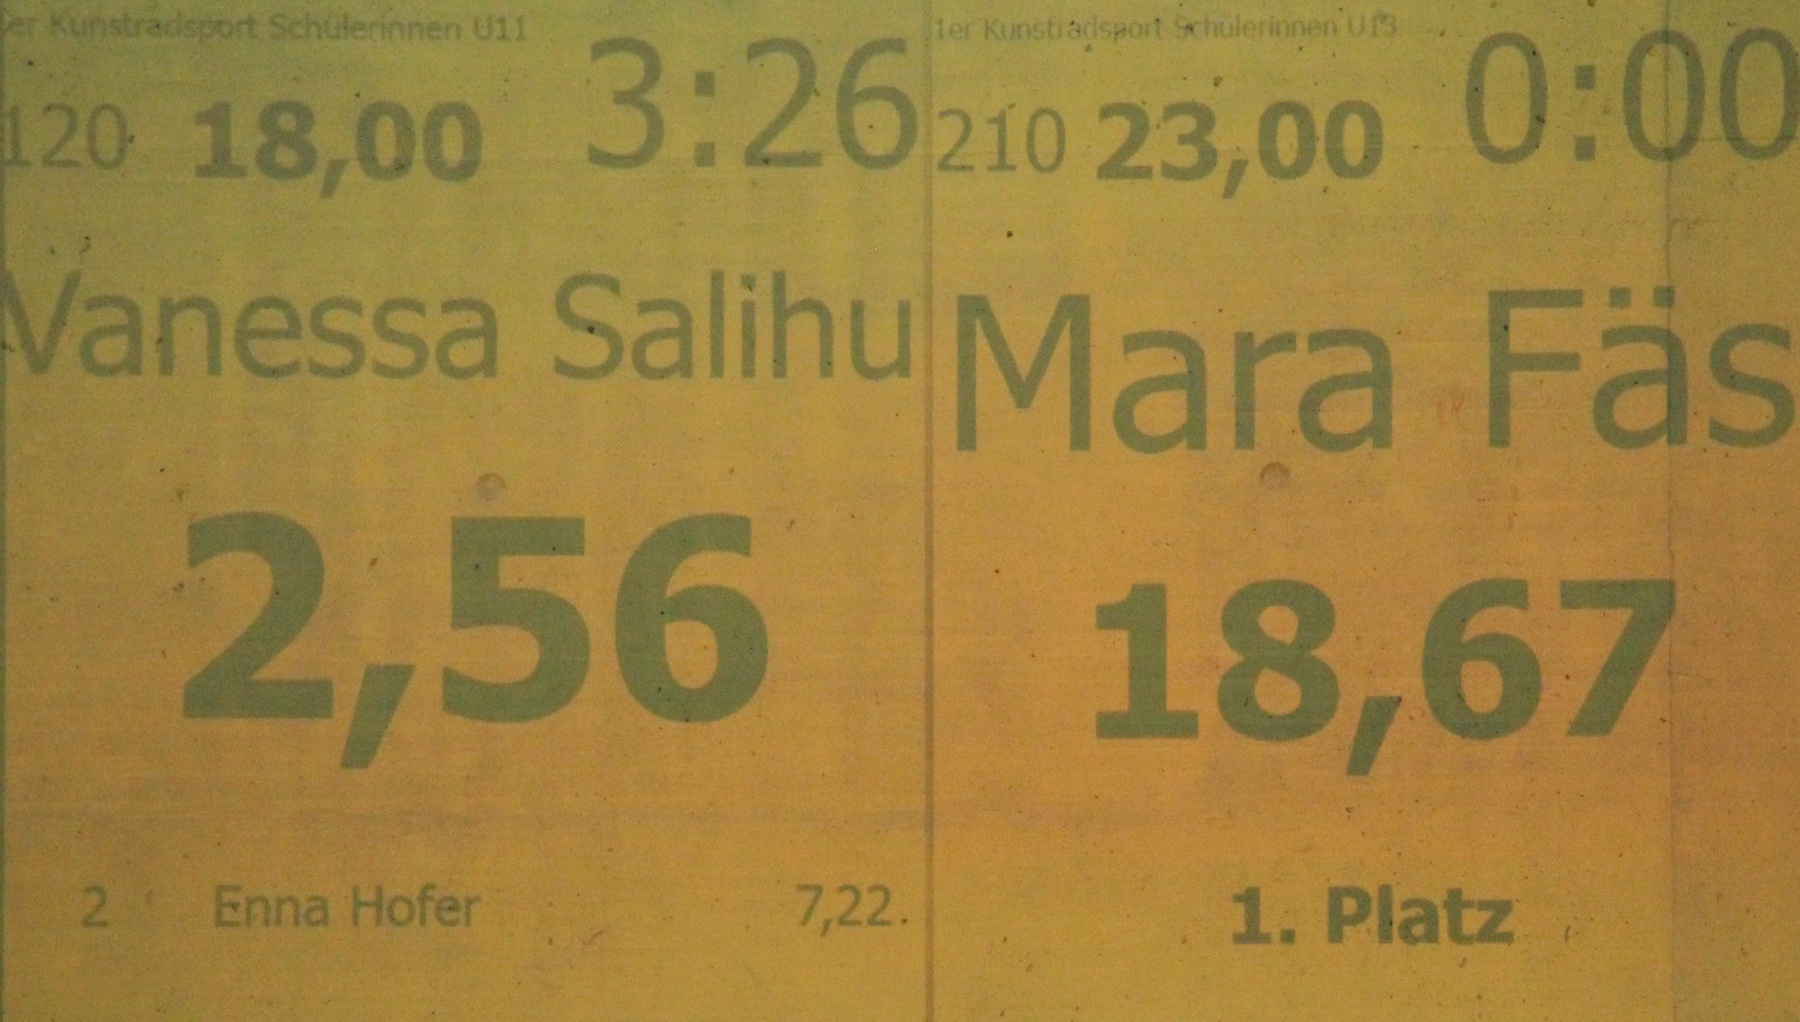 1er Kunstradsport Schülerinnen U11
120 18,00 3:26
Vanessa Salihu
2,56
2 Enna Hofer 7,22
1er Kunstradsport Schülerinnen U13
210 23,00 0:00
Mara Fäs
18,67
1. Platz